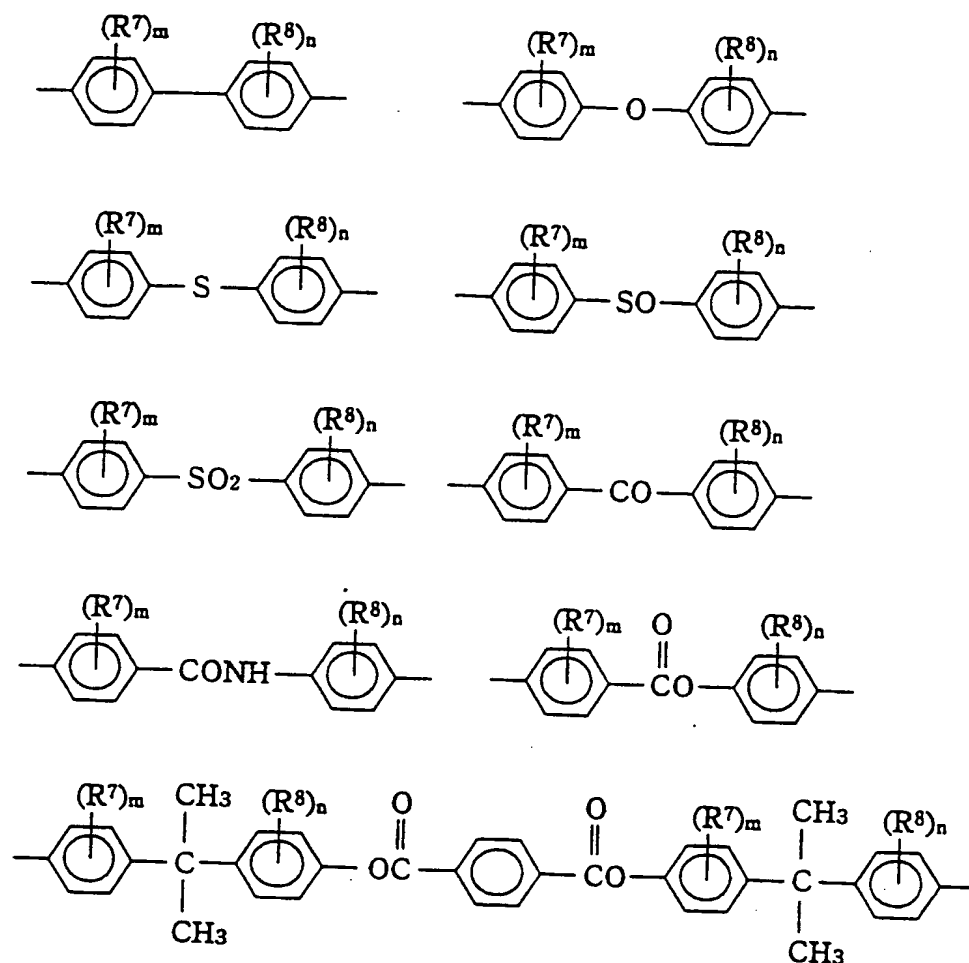 (R⁷)ₘ (R⁸)ₙ (R⁷)ₘ (R⁸)ₙ
O
(R⁷)ₘ (R⁸)ₙ (R⁷)ₘ (R⁸)ₙ
S SO
(R⁷)ₘ (R⁸)ₙ (R⁷)ₘ (R⁸)ₙ
SO₂ CO
(R⁷)ₘ (R⁸)ₙ (R⁷)ₘ O (R⁸)ₙ
CONH CO
(R⁷)ₘ CH₃ (R⁸)ₙ O O (R⁷)ₘ CH₃ (R⁸)ₙ
C OC CO C
CH₃ CH₃